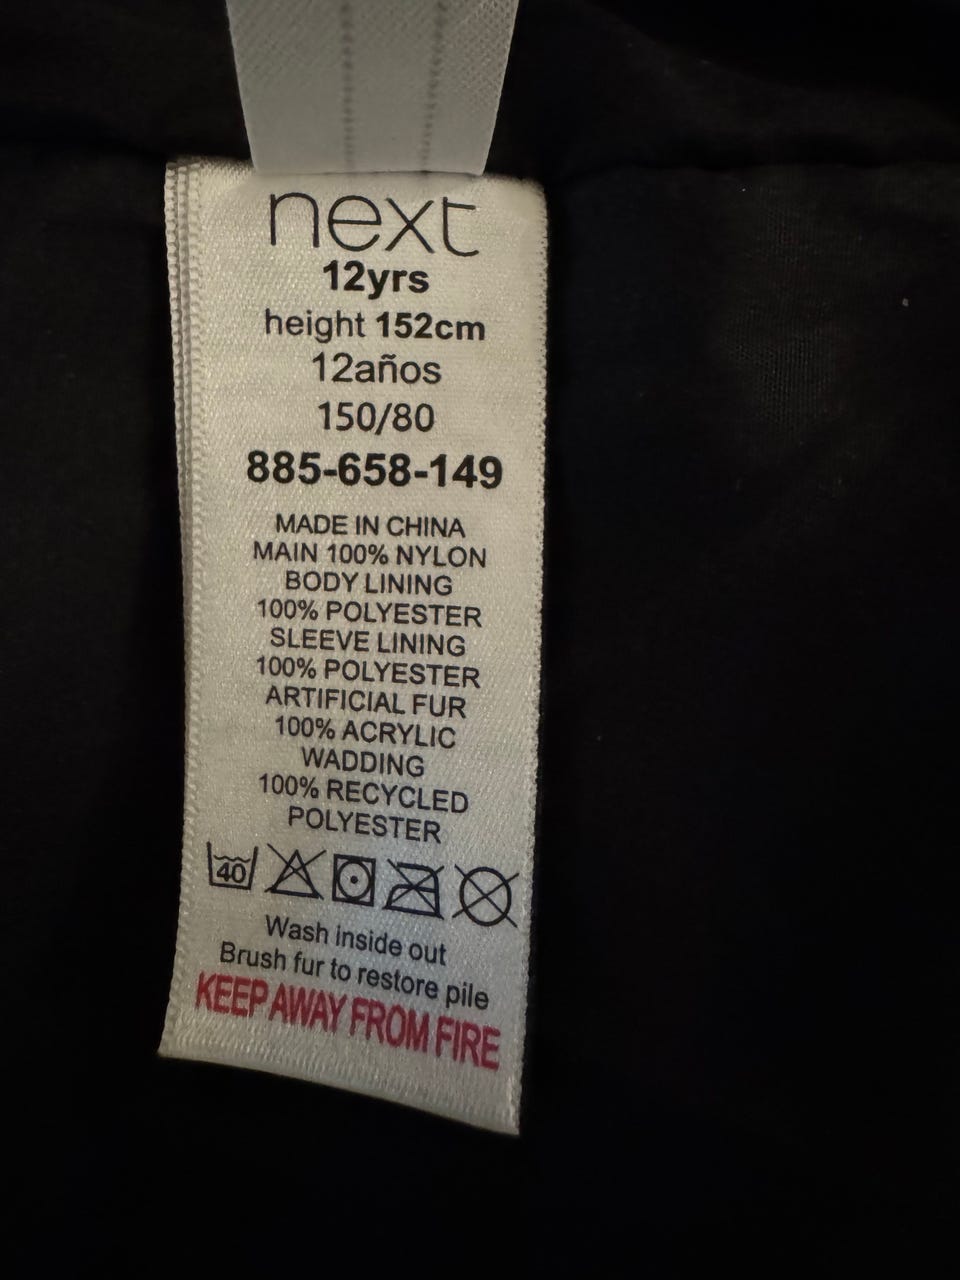 next
12yrs
height 152cm
12años
150/80
885-658-149
MADE IN CHINA
MAIN 100% NYLON
BODY LINING
100% POLYESTER
SLEEVE LINING
100% POLYESTER
ARTIFICIAL FUR
100% ACRYLIC
WADDING
100% RECYCLED
POLYESTER
40
Wash inside out
Brush fur to restore pile
KEEP AWAY FROM FIRE